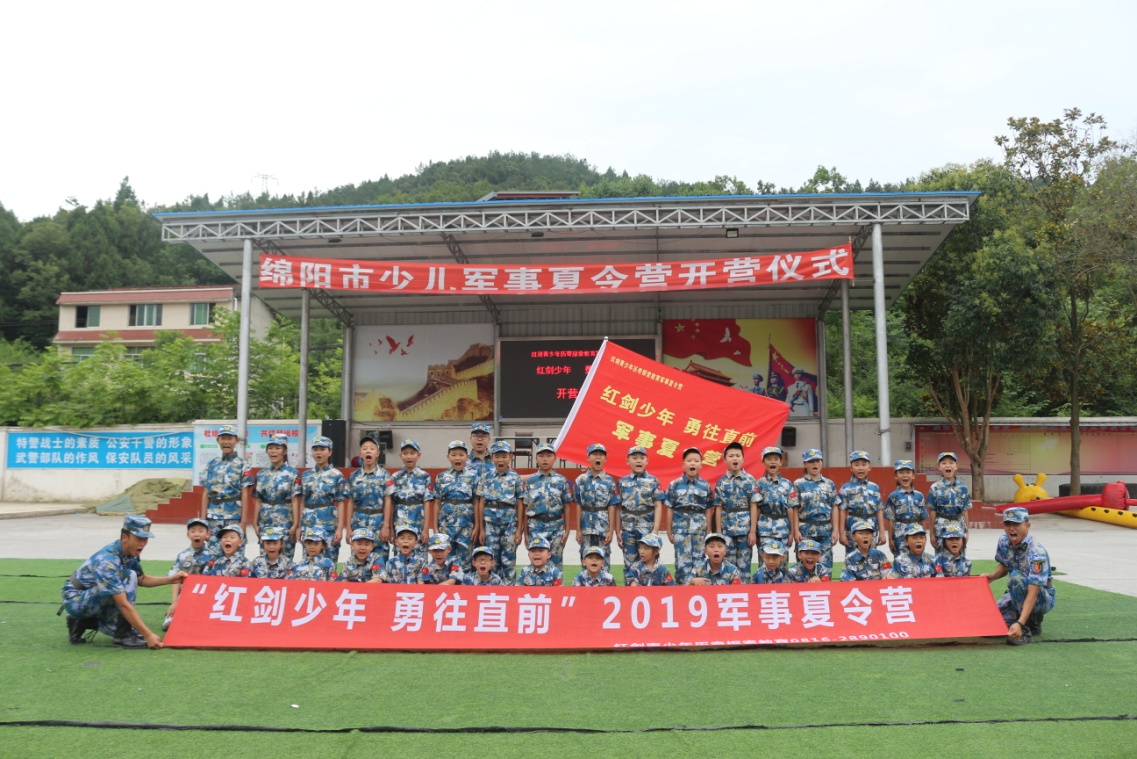 绵阳市少儿军事夏令营开营仪式
红剑少年
开营
红剑少年 勇往直前
军事夏 营
特警战士的素质 公安干警的形象
武警部队的作风 保安队员的风采
“红剑少年 勇往直前”2019军事夏令营
0816-2890100